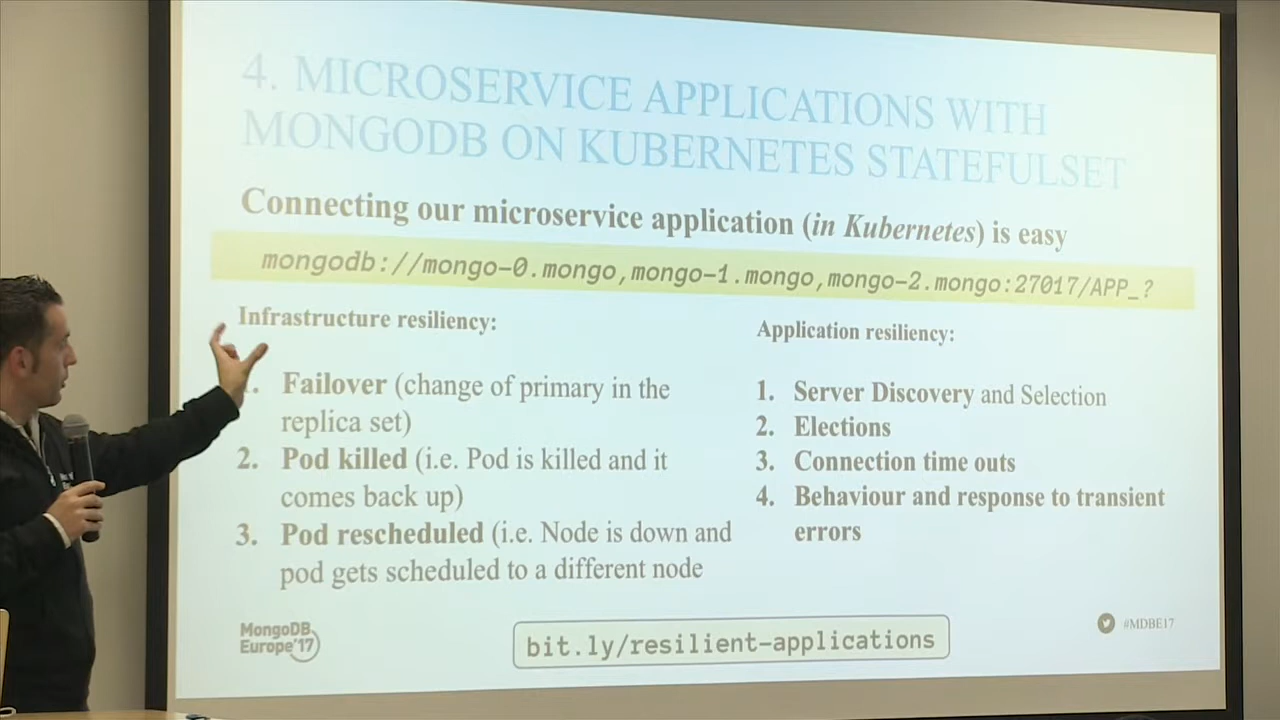 4. MICROSERVICE APPLICATIONS WITH
MONGODB ON KUBERNETES STATEFULSET
Connecting our microservice application (in Kubernetes) is easy
mongodb://mongo-0.mongo,mongo-1.mongo,mongo-2.mongo:27017/APP_?
Infrastructure resiliency:
1. Failover (change of primary in the
replica set)
2. Pod killed (i.e. Pod is killed and it
comes back up)
3. Pod rescheduled (i.e. Node is down and
pod gets scheduled to a different node
Application resiliency:
1. Server Discovery and Selection
2. Elections
3. Connection time outs
4. Behaviour and response to transient
errors
MongoDB
Europe'17
bit.ly/resilient-applications
#MDBE17